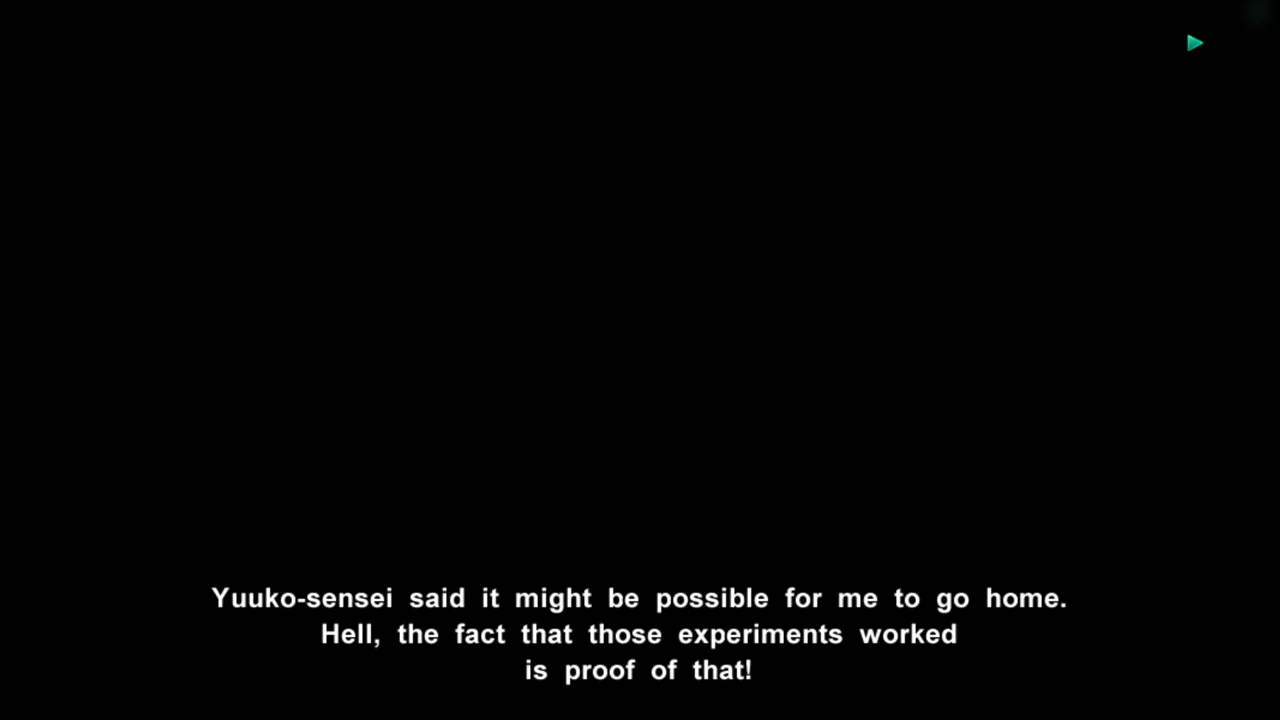 Yuuko-sensei said it might be possible for me to go home.
Hell, the fact that those experiments worked
is proof of that!